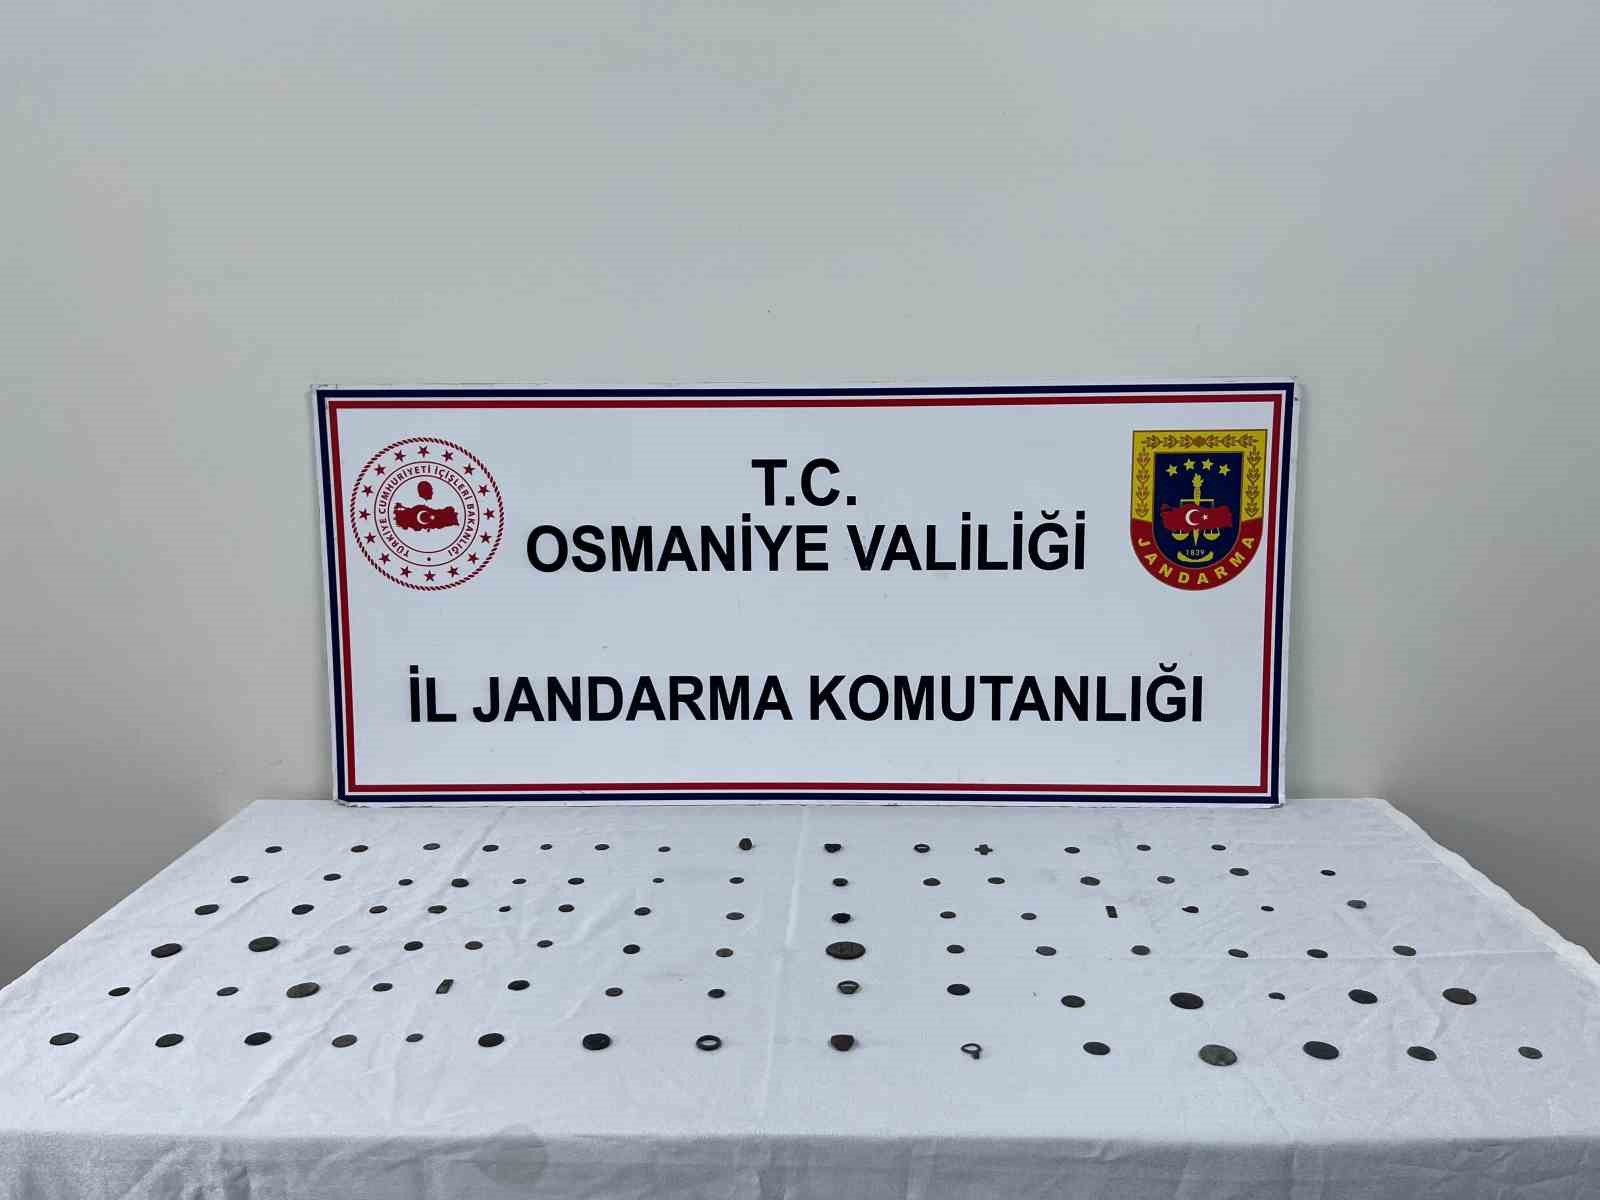 T.C.
OSMANİYE VALİLİĞİ
İL JANDARMA KOMUTANLIĞI
TÜRKİYE CUMHURİYETİ İÇİŞLERİ BAKANLIĞI
1839
JANDARMA